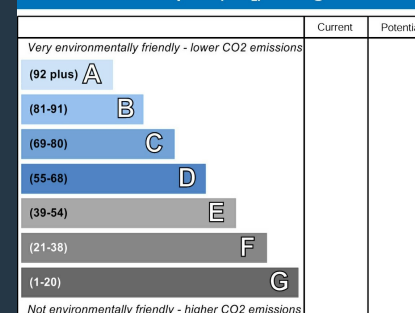 Current Potentia
Very environmentally friendly - lower CO2 emissions
(92 plus) A
(81-91) B
(69-80) C
(55-68) D
(39-54) E
(21-38) F
(1-20) G
Not environmentally friendly - higher CO2 emissions